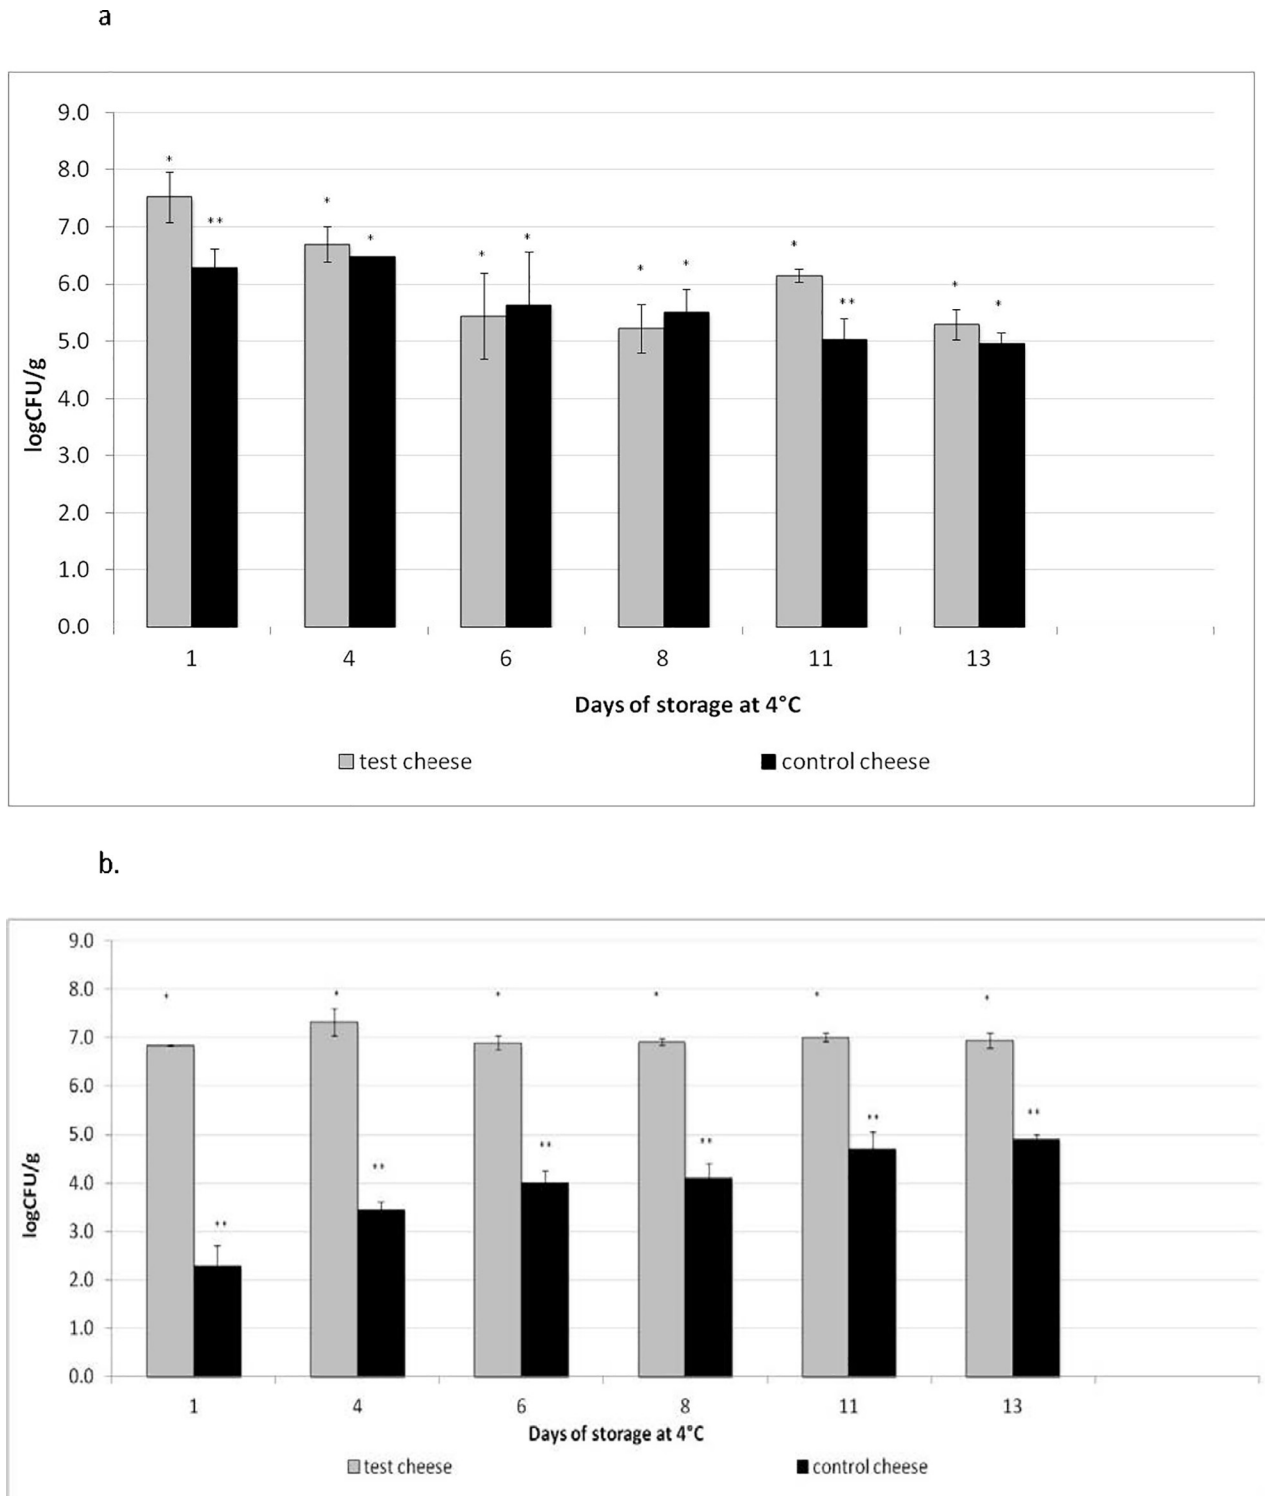 a
9.0
* 8.0
* **
* 7.0
* * *
* * * * 6.0
** * 5.0
logCFU/g
4.0
3.0
2.0
1.0
0.0
1 4 6 8 11 13
Days of storage at 4°C
test cheese control cheese
b.
9.0
8.0
* * * * * *
7.0
6.0
5.0
** ** ** ** **
4.0
logCFU/g
3.0
**
2.0
1.0
0.0
1 4 6 8 11 13
Days of storage at 4°C
test cheese control cheese